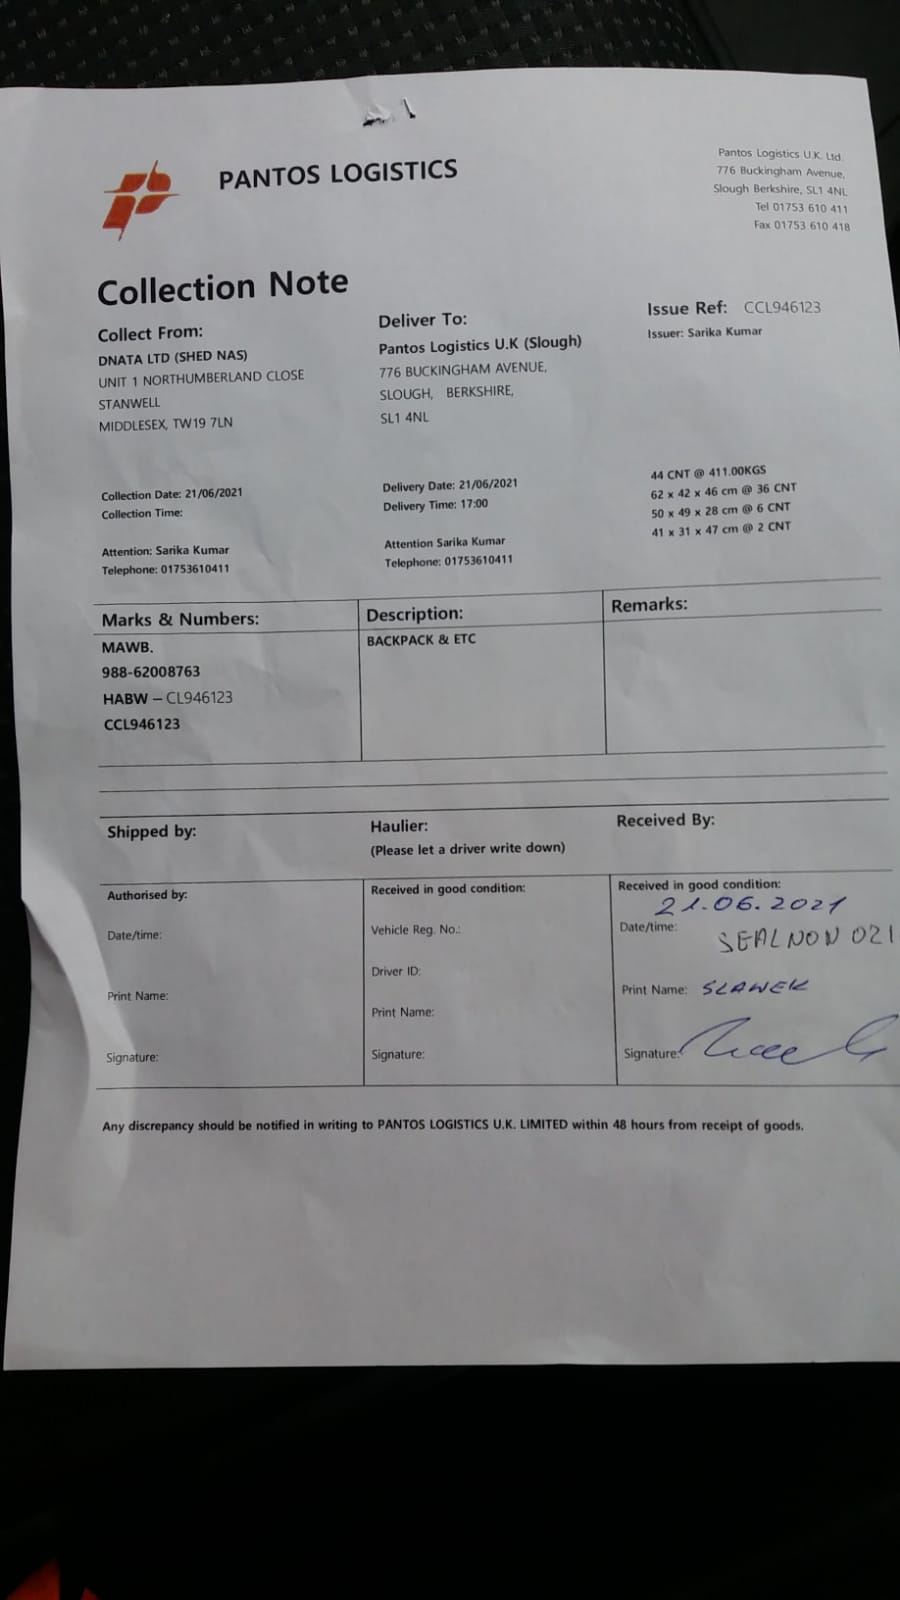 PANTOS LOGISTICS
Pantos Logistics U.K. Ltd.
776 Buckingham Avenue,
Slough Berkshire, SL1 4NL
Tel 01753 610 411
Fax 01753 610 418
Collection Note
Collect From:
DNATA LTD (SHED NAS)
UNIT 1 NORTHUMBERLAND CLOSE
STANWELL
MIDDLESEX, TW19 7LN
Deliver To:
Pantos Logistics U.K (Slough)
776 BUCKINGHAM AVENUE,
SLOUGH, BERKSHIRE,
SL1 4NL
Issue Ref: CCL946123
Issuer: Sarika Kumar
Collection Date: 21/06/2021
Collection Time:
Attention: Sarika Kumar
Telephone: 01753610411
Delivery Date: 21/06/2021
Delivery Time: 17:00
Attention Sarika Kumar
Telephone: 01753610411
44 CNT @ 411.00KGS
62 x 42 x 46 cm @ 36 CNT
50 x 49 x 28 cm @ 6 CNT
41 x 31 x 47 cm @ 2 CNT
Marks & Numbers:
MAWB.
988-62008763
HABW – CL946123
CCL946123
Description:
BACKPACK & ETC
Remarks:
Shipped by:
Haulier:
(Please let a driver write down)
Received By:
Authorised by:
Date/time:
Print Name:
Signature:
Received in good condition:
Vehicle Reg. No.:
Driver ID:
Print Name:
Signature:
Received in good condition:
21.06.2021
Date/time:
SEAL NON 021
Print Name: SLAWEK
Signature:
Any discrepancy should be notified in writing to PANTOS LOGISTICS U.K. LIMITED within 48 hours from receipt of goods.